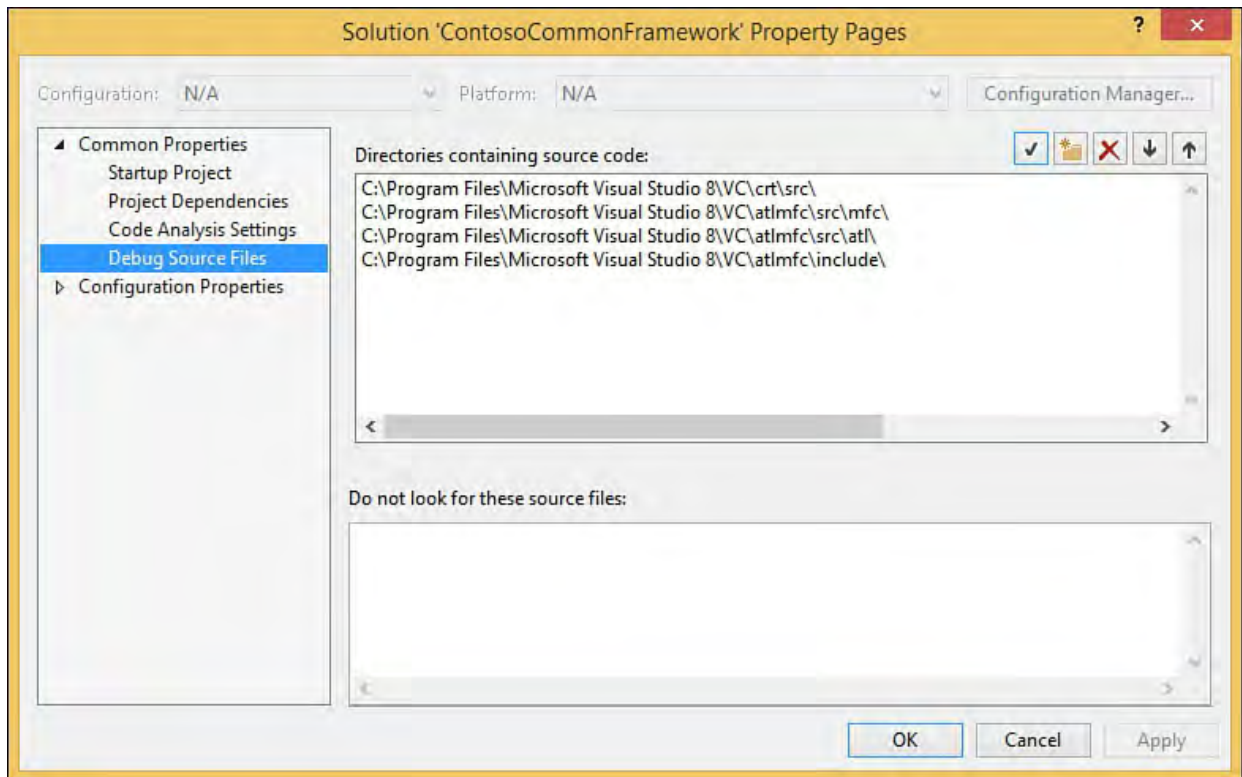 Solution 'ContosoCommonFramework' Property Pages
?
Configuration: N/A Platform: N/A Configuration Manager...
Common Properties
Startup Project
Project Dependencies
Code Analysis Settings
Debug Source Files
Configuration Properties
Directories containing source code:
C:\Program Files\Microsoft Visual Studio 8\VC\crt\src\
C:\Program Files\Microsoft Visual Studio 8\VC\atlmfc\src\mfc\
C:\Program Files\Microsoft Visual Studio 8\VC\atlmfc\src\atl\
C:\Program Files\Microsoft Visual Studio 8\VC\atlmfc\include\
Do not look for these source files:
OK Cancel Apply